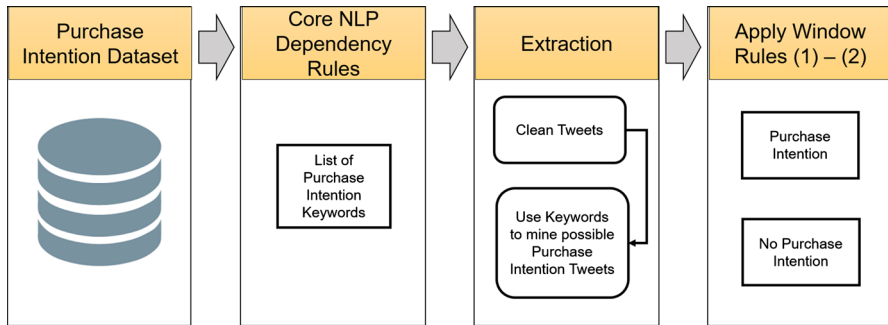 Purchase
Intention Dataset
Core NLP
Dependency
Rules
List of
Purchase
Intention
Keywords
Extraction
Clean Tweets
Use Keywords
to mine possible
Purchase
Intention Tweets
Apply Window
Rules (1) – (2)
Purchase
Intention
No Purchase
Intention